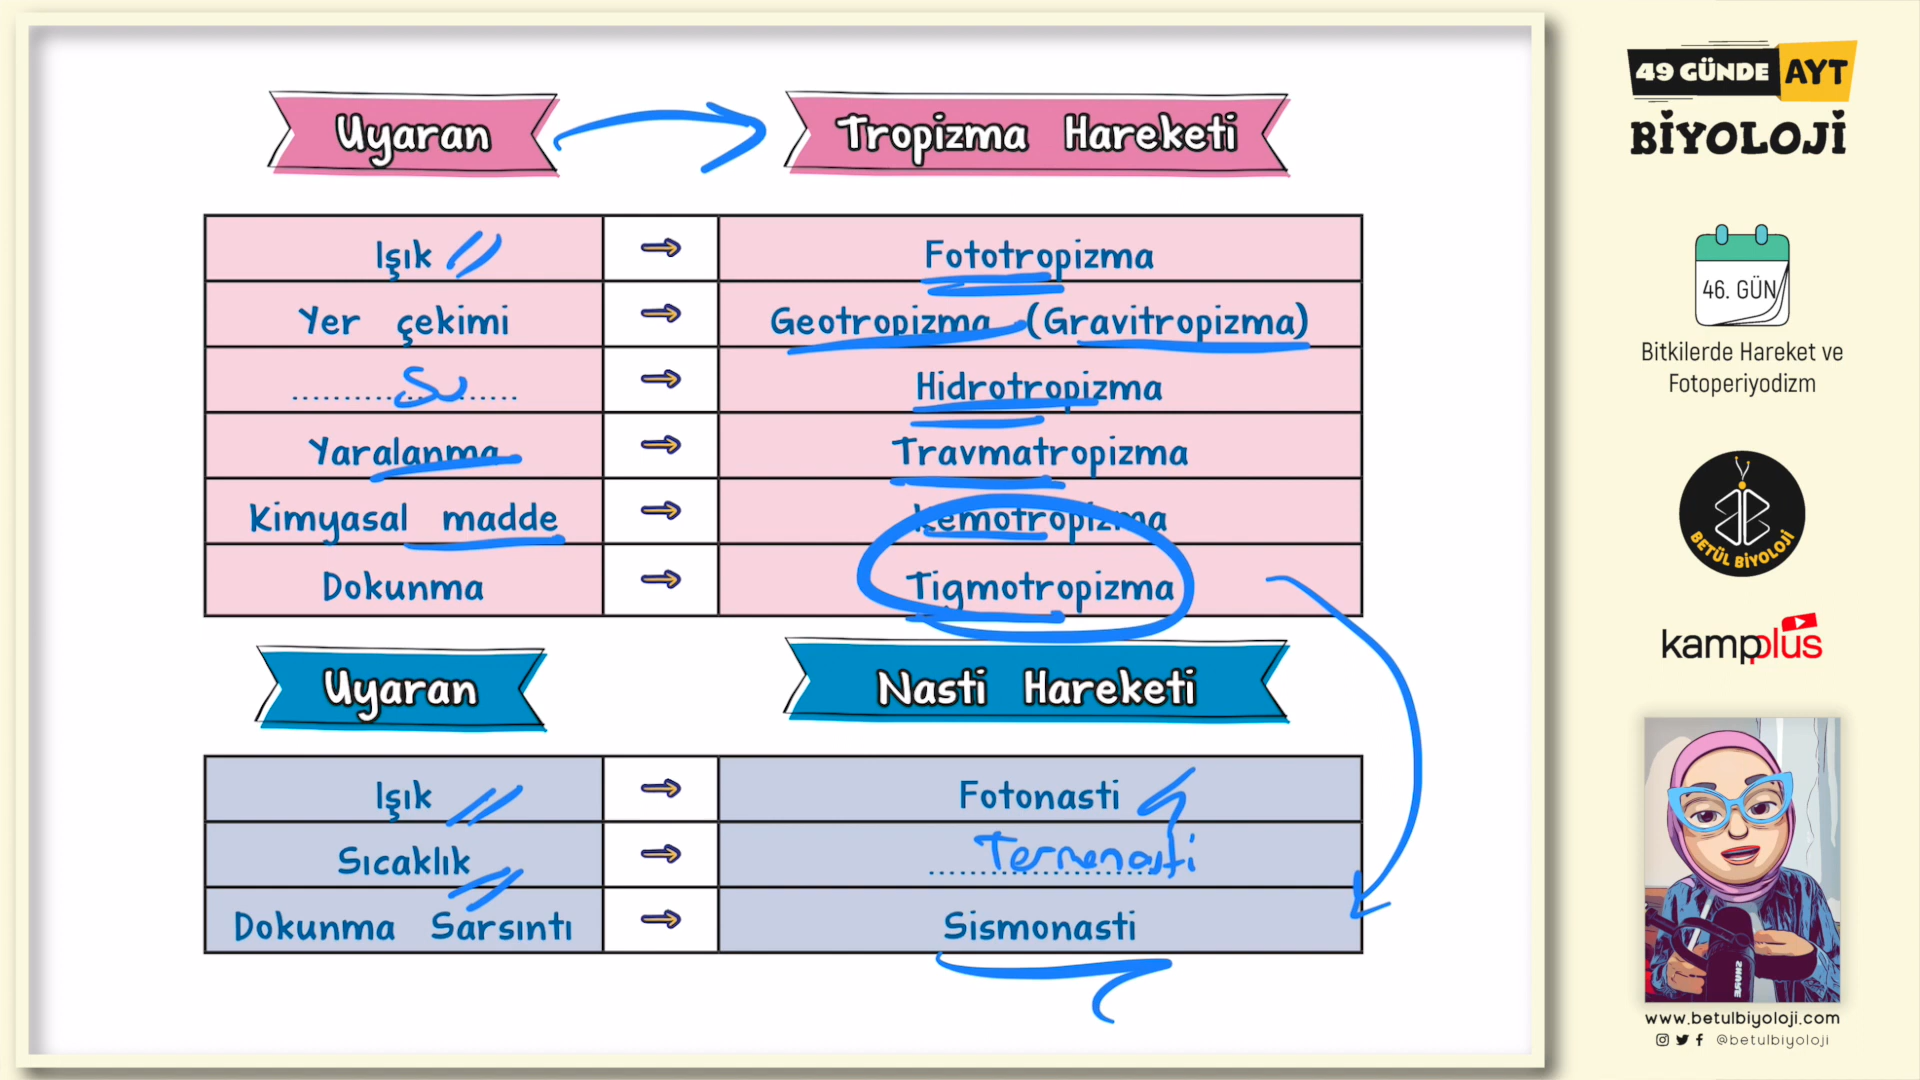 Uyaran Tropizma Hareketi
Işık Fototropizma
Yer çekimi Geotropizma (Gravitropizma)
Su Hidrotropizma
Yaralanma Travmatropizma
Kimyasal madde Kemotropizma
Dokunma Tigmotropizma
Uyaran Nasti Hareketi
Işık Fotonasti
Sıcaklık Termonasti
Dokunma Sarsıntı Sismonasti
49 GÜNDE AYT
BİYOLOJİ
46. GÜN
Bitkilerde Hareket ve
Fotoperiyodizm
BETÜL BİYOLOJİ
kampplus
SHURE
www.betulbiyoloji.com
@betulbiyoloji